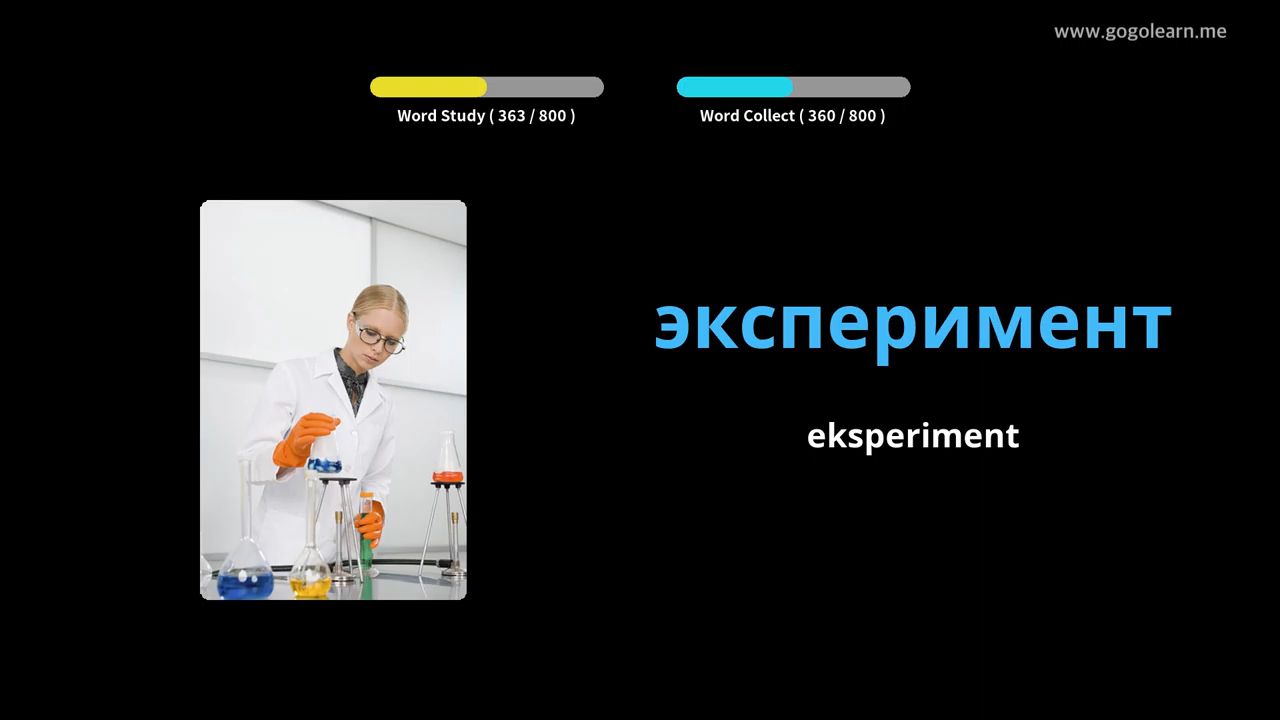 www.gogolearn.me
Word Study ( 363 / 800 )
Word Collect ( 360 / 800 )
эксперимент
eksperiment